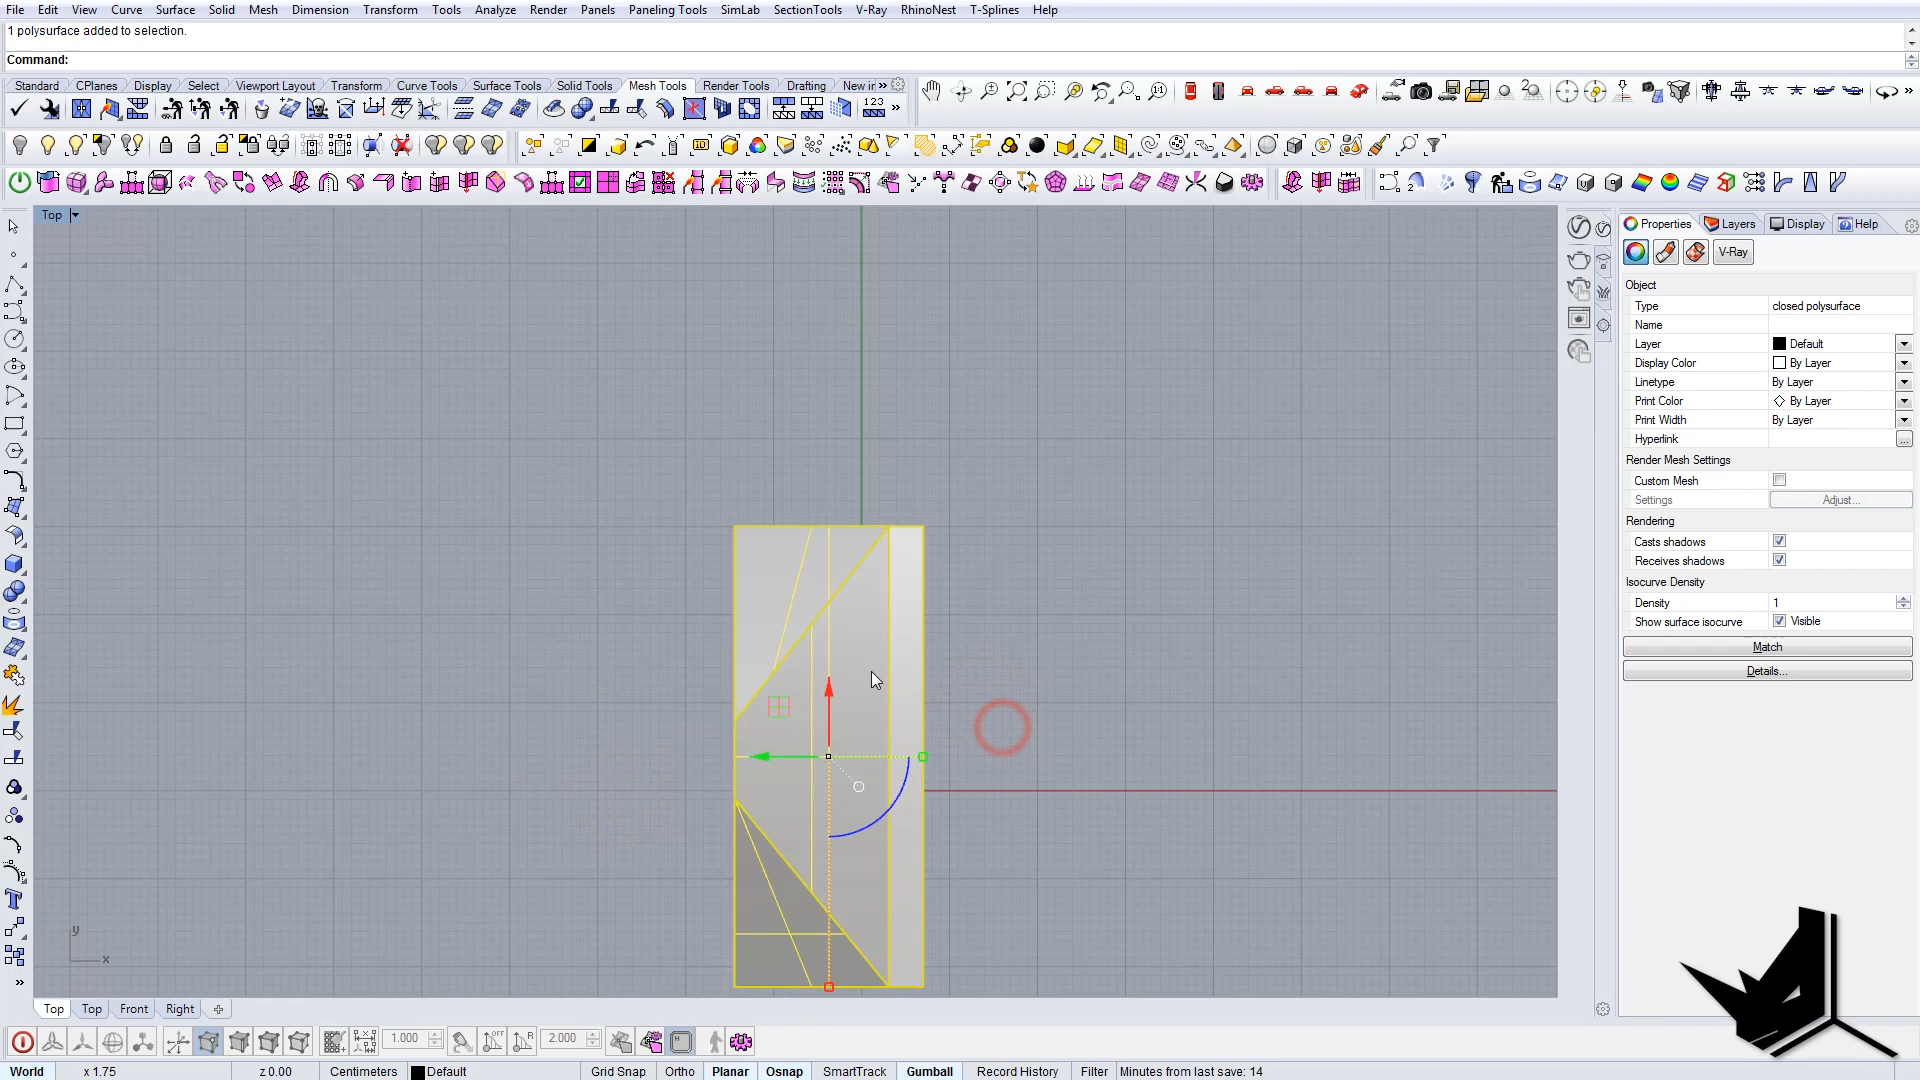 File Edit View Curve Surface Solid Mesh Dimension Transform Tools Analyze Render Panels Paneling Tools SimLab SectionTools V-Ray RhinoNest T-Splines Help
1 polysurface added to selection.
Command:
Standard CPlanes Display Select Viewport Layout Transform Curve Tools Surface Tools Solid Tools Mesh Tools Render Tools Drafting New in »
123 »
Top
Properties Layers Display Help
V-Ray
Object
Type closed polysurface
Name
Layer Default
Display Color By Layer
Linetype By Layer
Print Color By Layer
Print Width By Layer
Hyperlink ...
Render Mesh Settings
Custom Mesh
Settings Adjust...
Rendering
Casts shadows
Receives shadows
Isocurve Density
Density 1
Show surface isocurve Visible
Match
Details...
y
x
Top Top Front Right
1.000 OFF R 2.000 H
World x 1.75 z 0.00 Centimeters Default Grid Snap Ortho Planar Osnap SmartTrack Gumball Record History Filter Minutes from last save: 14